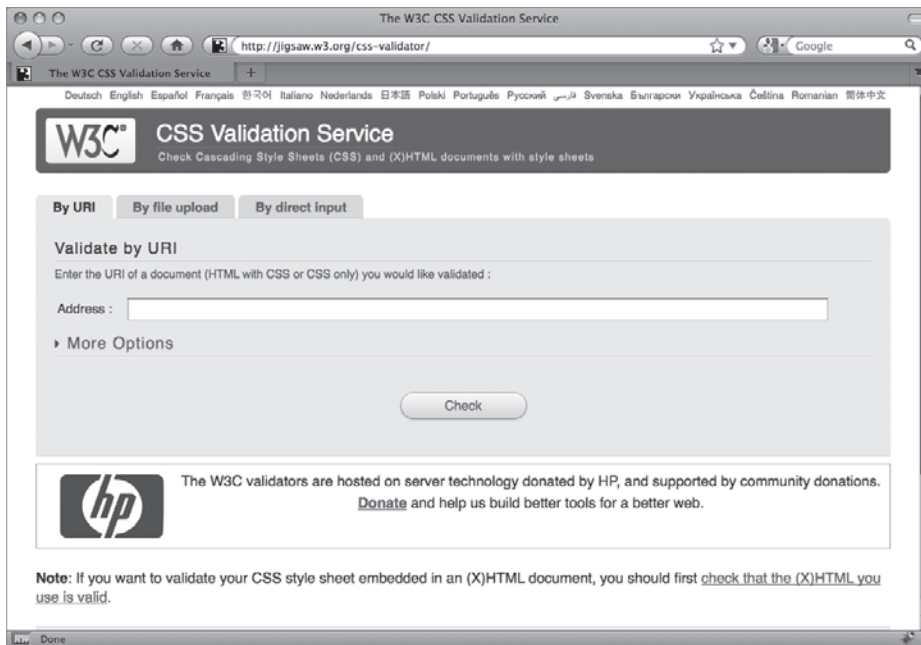 The W3C CSS Validation Service
http://jigsaw.w3.org/css-validator/
Google
The W3C CSS Validation Service +
Deutsch English Español Français 한국어 Italiano Nederlands 日本語 Polski Português Русский فارسی Svenska Български Українська Čeština Romanian 简体中文
W3C® CSS Validation Service
Check Cascading Style Sheets (CSS) and (X)HTML documents with style sheets
By URI By file upload By direct input
Validate by URI
Enter the URI of a document (HTML with CSS or CSS only) you would like validated :
Address :
More Options
Check
hp
The W3C validators are hosted on server technology donated by HP, and supported by community donations.
Donate and help us build better tools for a better web.
Note: If you want to validate your CSS style sheet embedded in an (X)HTML document, you should first check that the (X)HTML you
use is valid.
Done